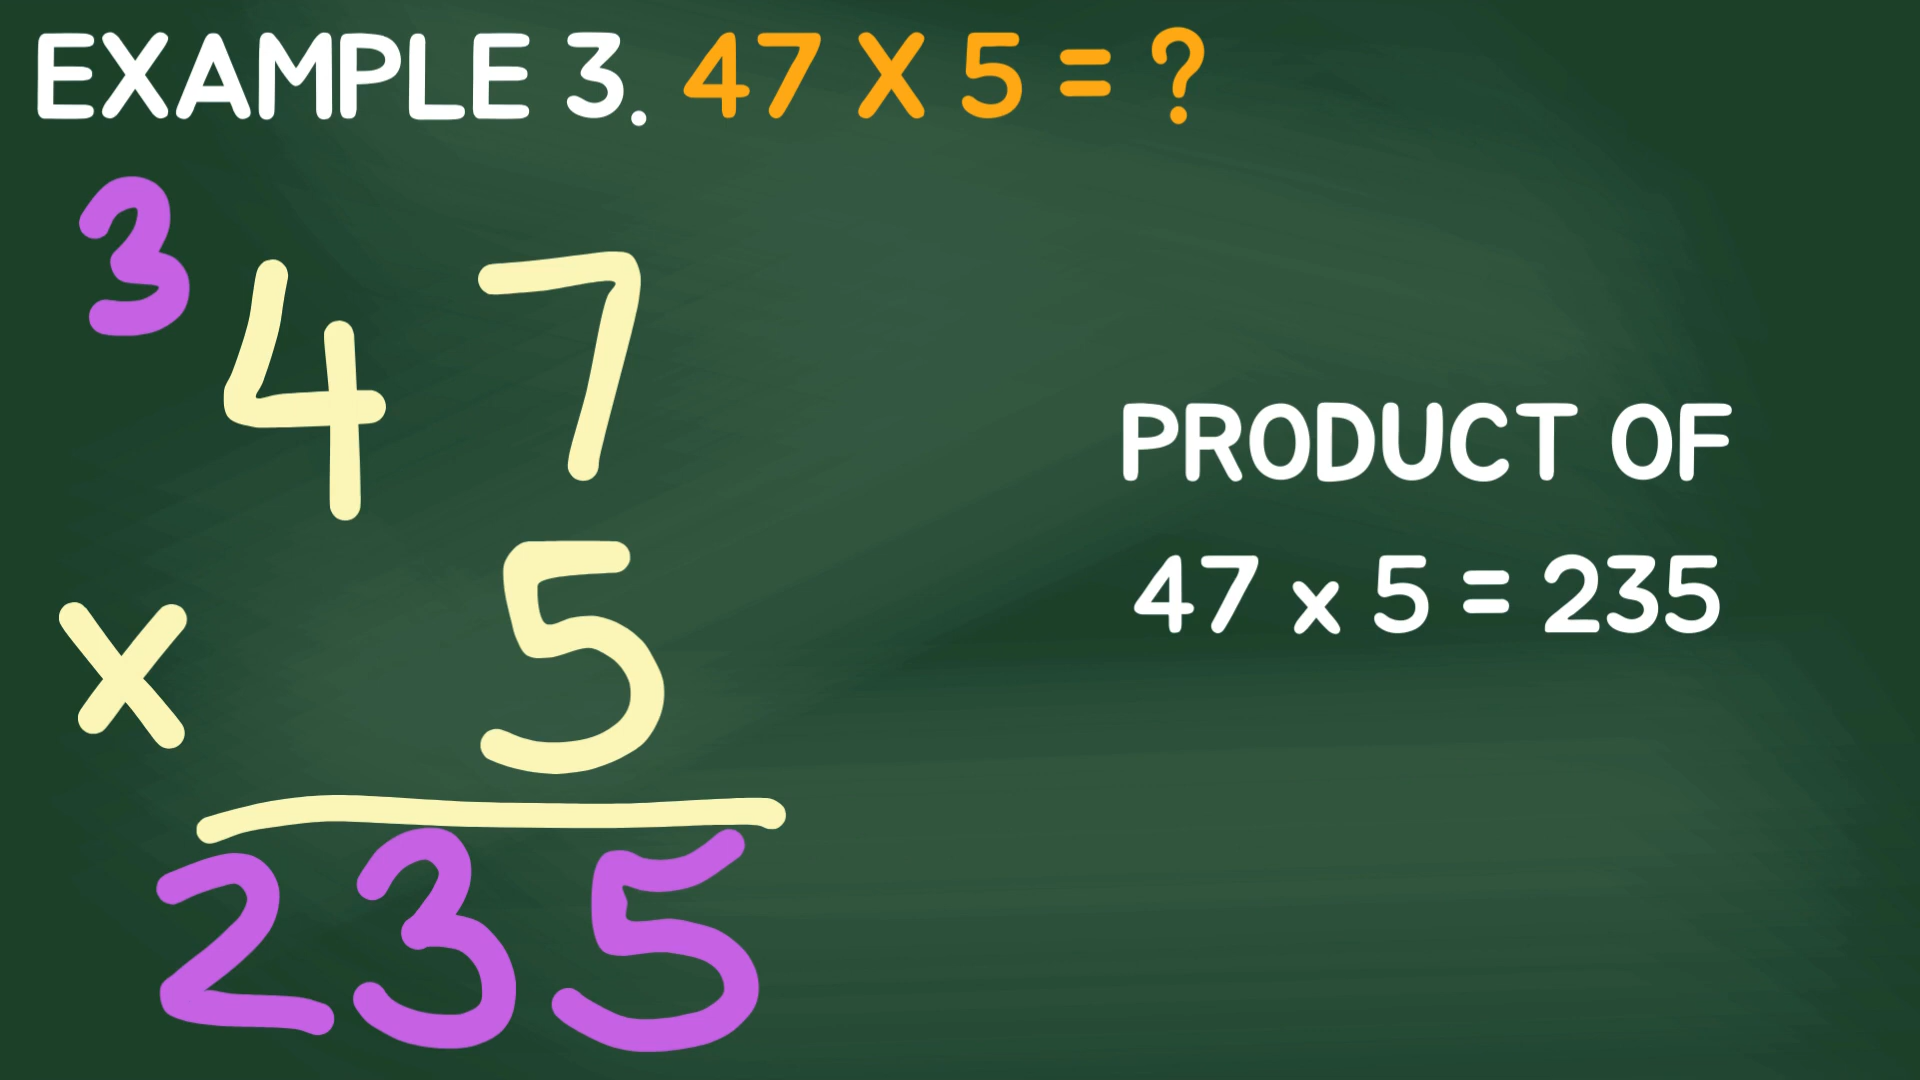 EXAMPLE 3. 47 X 5 = ?
3
47
x 5
235
PRODUCT OF
47 x 5 = 235